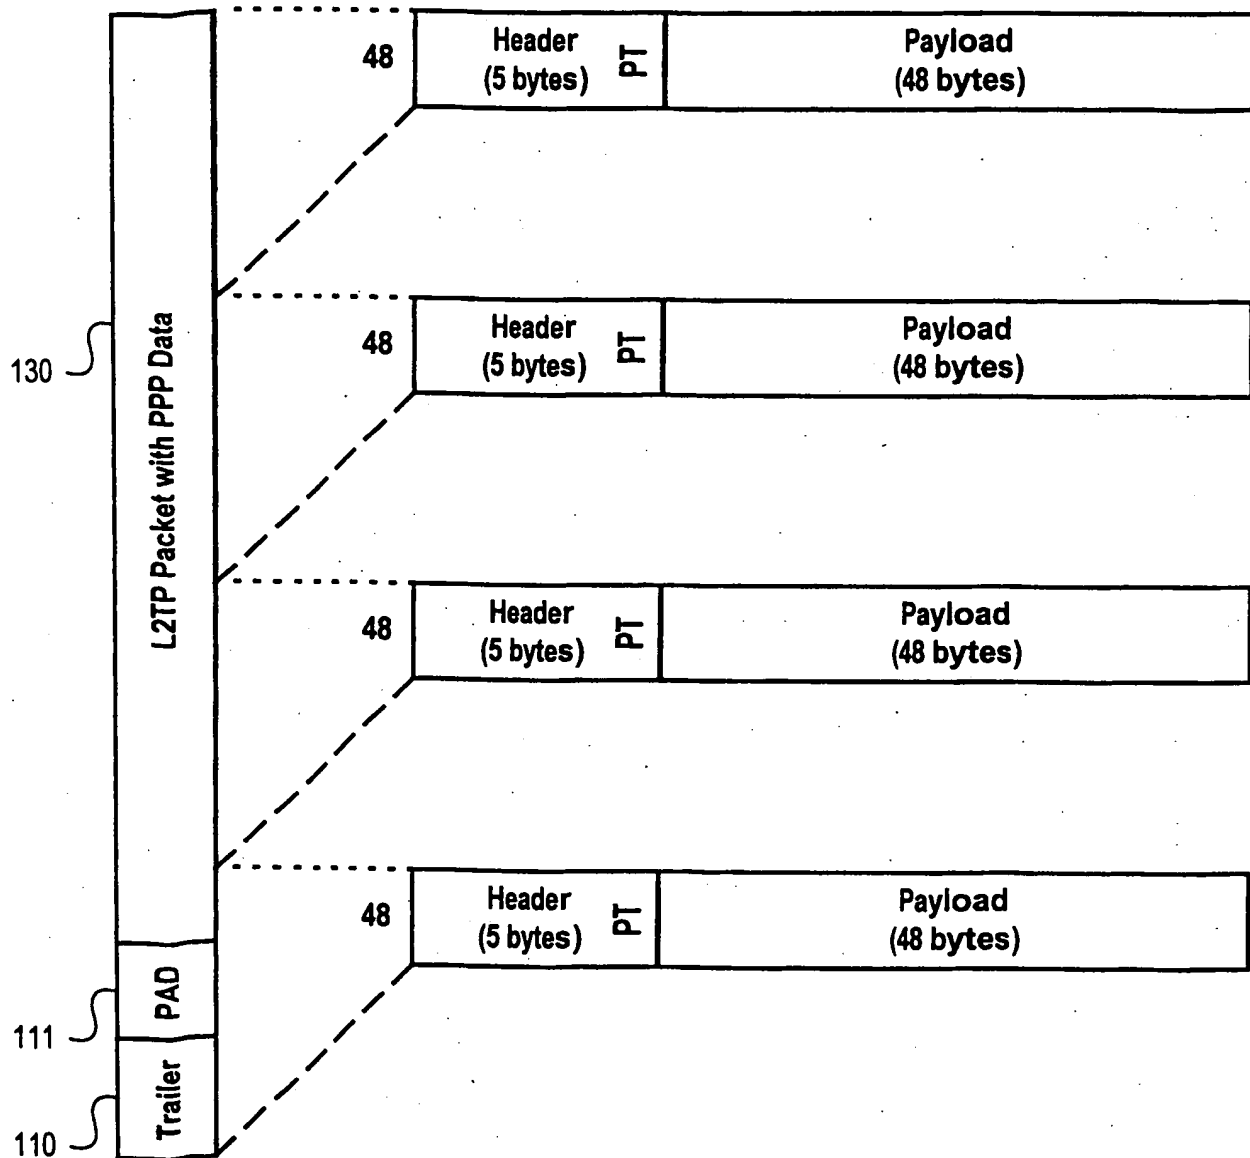 48
Header
(5 bytes)
PT
Payload
(48 bytes)
48
Header
(5 bytes)
PT
Payload
(48 bytes)
130
L2TP Packet with PPP Data
48
Header
(5 bytes)
PT
Payload
(48 bytes)
48
Header
(5 bytes)
PT
Payload
(48 bytes)
PAD
111
Trailer
110